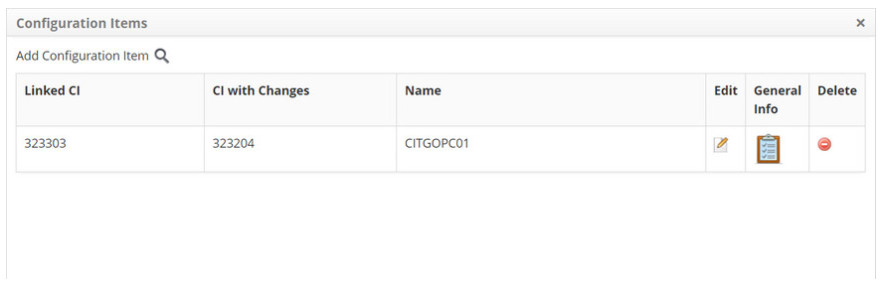 Configuration Items ×
Add Configuration Item
Linked CI CI with Changes Name Edit General Info Delete
323303 323204 CITGOPC01